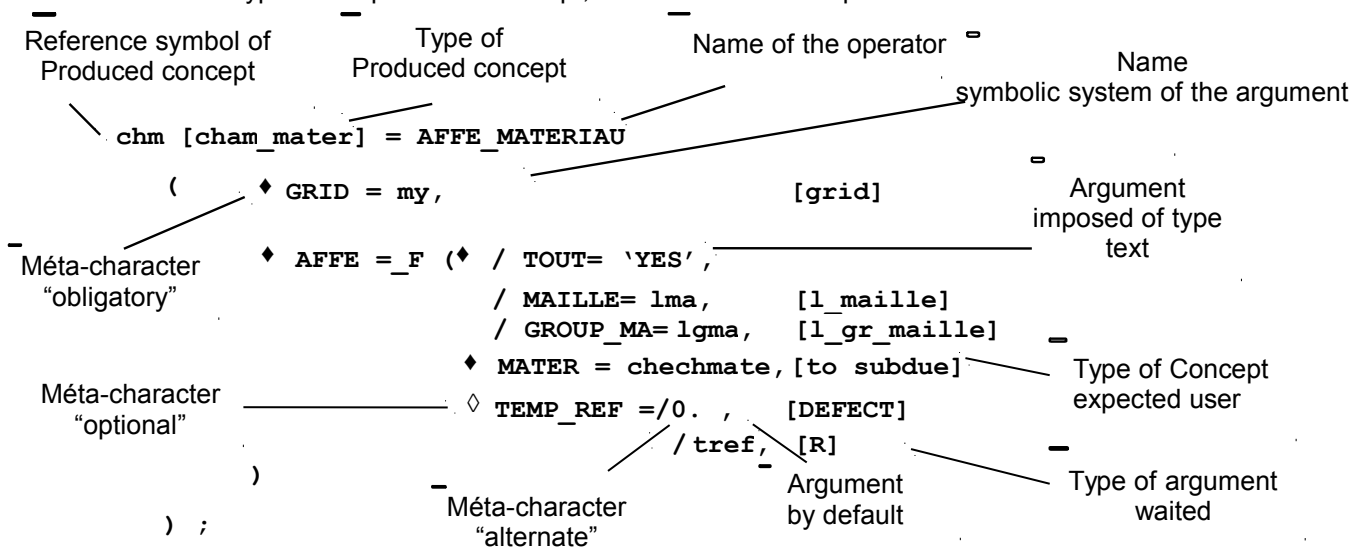 Reference symbol of
Produced concept
Type of
Produced concept
Name of the operator
Name
symbolic system of the argument
chm [cham_mater] = AFFE_MATERIAU
( ♦ GRID = my, [grid]
Argument
imposed of type
text
Méta-character
“obligatory”
♦ AFFE =_F (♦ / TOUT= ‘YES’,
/ MAILLE= lma, [l_maille]
/ GROUP_MA= lgma, [l_gr_maille]
♦ MATER = chechmate, [to subdue]
Type of Concept
expected user
Méta-character
“optional”
◊ TEMP_REF =/0. , [DEFECT]
/ tref, [R]
)
Méta-character
“alternate”
Argument
by default
Type of argument
waited
) ;